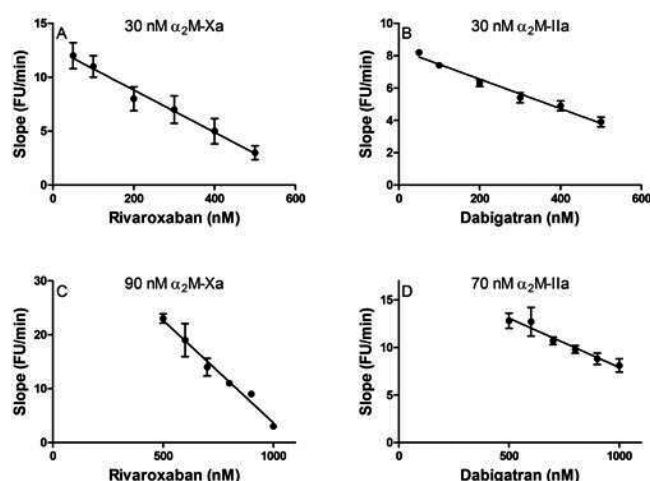 A
30 nM α₂M-Xa
Slope (FU/min)
15
10
5
0
0 200 400 600
Rivaroxaban (nM)
B
30 nM α₂M-IIa
Slope (FU/min)
10
8
6
4
2
0
0 200 400 600
Dabigatran (nM)
C
90 nM α₂M-Xa
Slope (FU/min)
30
20
10
0
0 500 1000
Rivaroxaban (nM)
D
70 nM α₂M-IIa
Slope (FU/min)
15
10
5
0
0 500 1000
Dabigatran (nM)